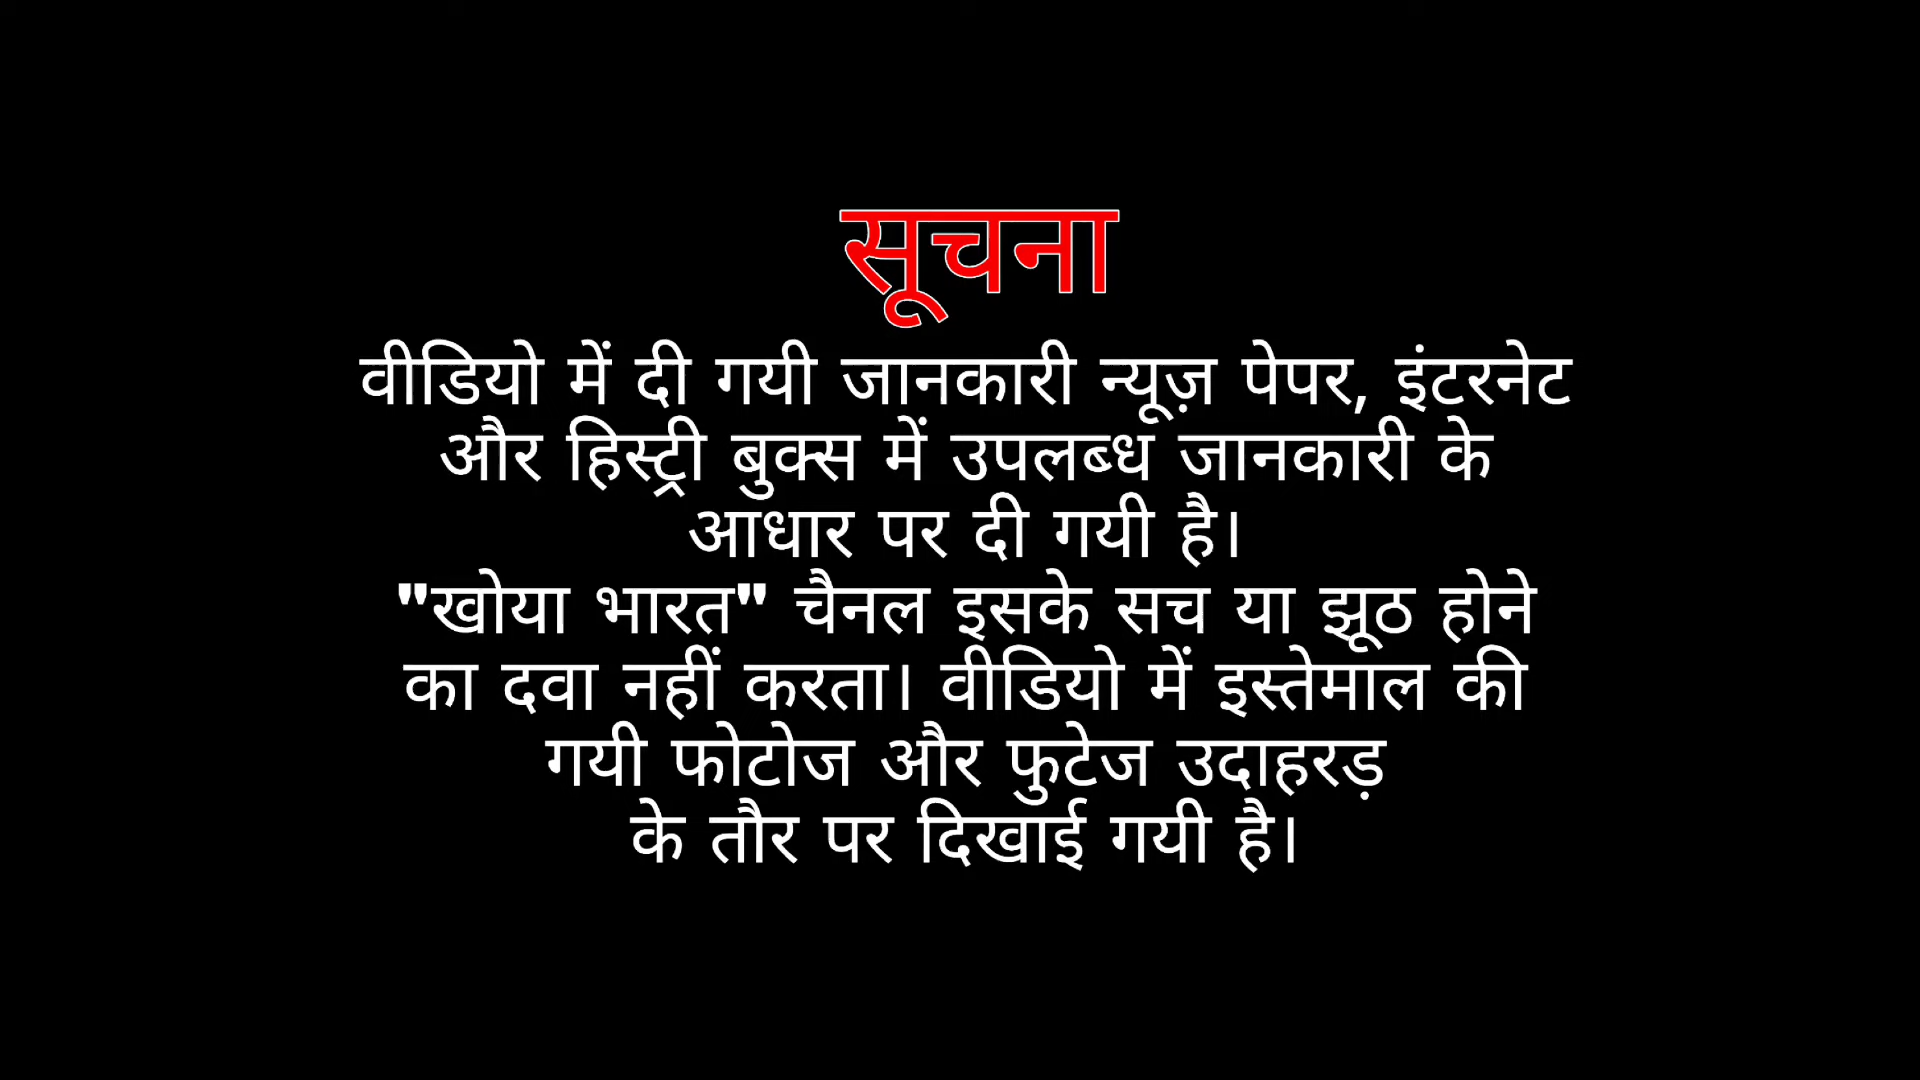 सूचना
वीडियो में दी गयी जानकारी न्यूज़ पेपर, इंटरनेट
और हिस्ट्री बुक्स में उपलब्ध जानकारी के
आधार पर दी गयी है।
"खोया भारत" चैनल इसके सच या झूठ होने
का दवा नहीं करता। वीडियो में इस्तेमाल की
गयी फोटोज और फुटेज उदाहरड़
के तौर पर दिखाई गयी है।